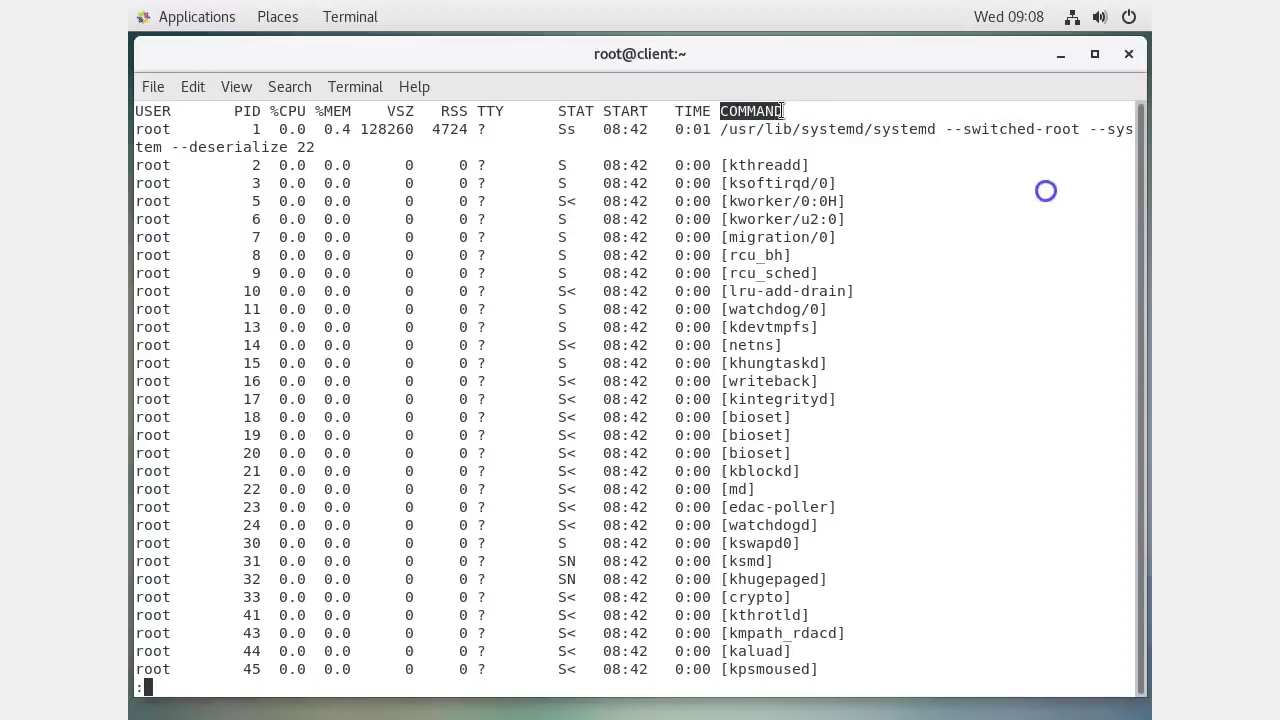 Applications Places Terminal Wed 09:08
root@client:~
File Edit View Search Terminal Help
USER PID %CPU %MEM VSZ RSS TTY STAT START TIME COMMAND
root 1 0.0 0.4 128260 4724 ? Ss 08:42 0:01 /usr/lib/systemd/systemd --switched-root --sys
tem --deserialize 22
root 2 0.0 0.0 0 0 ? S 08:42 0:00 [kthreadd]
root 3 0.0 0.0 0 0 ? S 08:42 0:00 [ksoftirqd/0]
root 5 0.0 0.0 0 0 ? S< 08:42 0:00 [kworker/0:0H]
root 6 0.0 0.0 0 0 ? S 08:42 0:00 [kworker/u2:0]
root 7 0.0 0.0 0 0 ? S 08:42 0:00 [migration/0]
root 8 0.0 0.0 0 0 ? S 08:42 0:00 [rcu_bh]
root 9 0.0 0.0 0 0 ? S 08:42 0:00 [rcu_sched]
root 10 0.0 0.0 0 0 ? S< 08:42 0:00 [lru-add-drain]
root 11 0.0 0.0 0 0 ? S 08:42 0:00 [watchdog/0]
root 13 0.0 0.0 0 0 ? S 08:42 0:00 [kdevtmpfs]
root 14 0.0 0.0 0 0 ? S< 08:42 0:00 [netns]
root 15 0.0 0.0 0 0 ? S 08:42 0:00 [khungtaskd]
root 16 0.0 0.0 0 0 ? S< 08:42 0:00 [writeback]
root 17 0.0 0.0 0 0 ? S< 08:42 0:00 [kintegrityd]
root 18 0.0 0.0 0 0 ? S< 08:42 0:00 [bioset]
root 19 0.0 0.0 0 0 ? S< 08:42 0:00 [bioset]
root 20 0.0 0.0 0 0 ? S< 08:42 0:00 [bioset]
root 21 0.0 0.0 0 0 ? S< 08:42 0:00 [kblockd]
root 22 0.0 0.0 0 0 ? S< 08:42 0:00 [md]
root 23 0.0 0.0 0 0 ? S< 08:42 0:00 [edac-poller]
root 24 0.0 0.0 0 0 ? S< 08:42 0:00 [watchdogd]
root 30 0.0 0.0 0 0 ? S 08:42 0:00 [kswapd0]
root 31 0.0 0.0 0 0 ? SN 08:42 0:00 [ksmd]
root 32 0.0 0.0 0 0 ? SN 08:42 0:00 [khugepaged]
root 33 0.0 0.0 0 0 ? S< 08:42 0:00 [crypto]
root 41 0.0 0.0 0 0 ? S< 08:42 0:00 [kthrotld]
root 43 0.0 0.0 0 0 ? S< 08:42 0:00 [kmpath_rdacd]
root 44 0.0 0.0 0 0 ? S< 08:42 0:00 [kaluad]
root 45 0.0 0.0 0 0 ? S< 08:42 0:00 [kpsmoused]
: